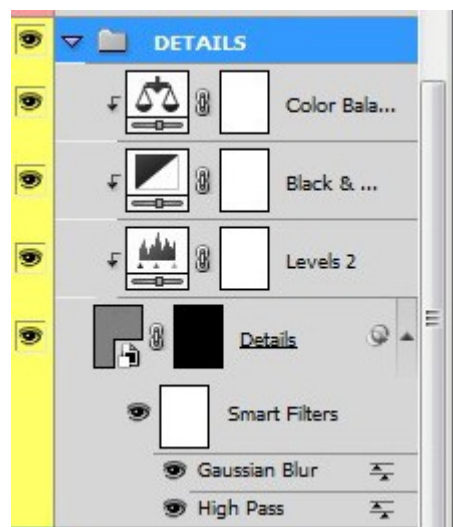 DETAILS
Color Bala...
Black & ...
Levels 2
Details
Smart Filters
Gaussian Blur
High Pass